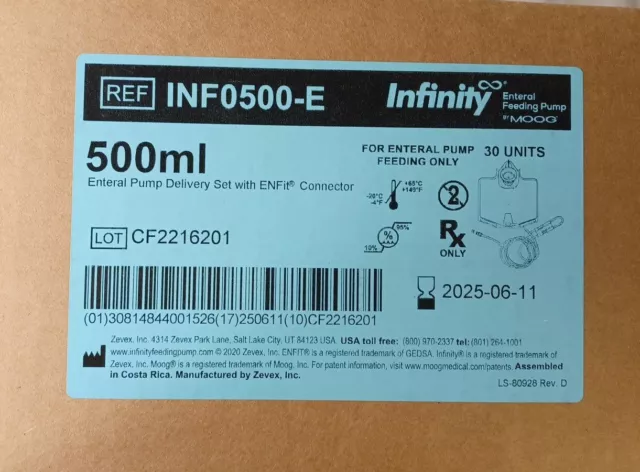 REF INF0500-E
Infinity Enteral Feeding Pump BY MOOG
500ml
Enteral Pump Delivery Set with ENFit® Connector
FOR ENTERAL PUMP FEEDING ONLY
30 UNITS
-20°C
-4°F
+65°C
+149°F
2
LOT CF2216201
10%
%
95%
Rx ONLY
2025-06-11
(01)30814844001526(17)250611(10)CF2216201
Zevex, Inc. 4314 Zevex Park Lane, Salt Lake City, UT 84123 USA. USA toll free: (800) 970-2337 tel:(801) 264-1001
www.infinityfeedingpump.com © 2020 Zevex, Inc. ENFIT® is a registered trademark of GEDSA. Infinity® is a registered trademark
of Zevex, Inc. Moog® is a registered trademark of Moog, Inc. For patent information, visit www.moogmedical.com/patents. Assembled
in Costa Rica. Manufactured by Zevex, Inc.
LS-80928 Rev. D